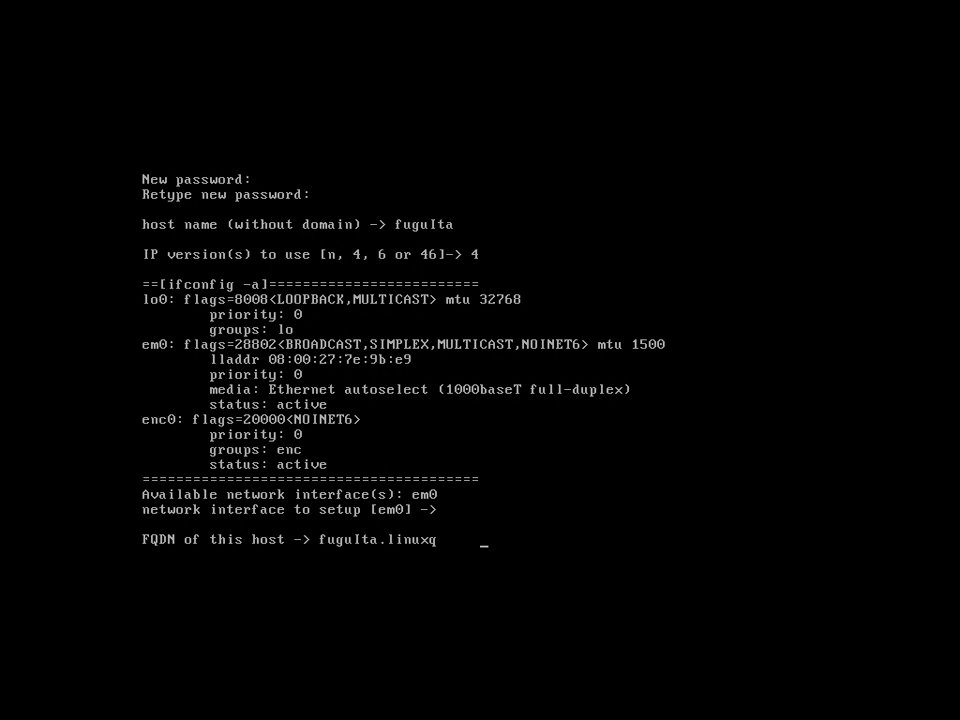 New password:
Retype new password:
host name (without domain) -> fuguIta
IP version(s) to use [n, 4, 6 or 46]-> 4
==[ifconfig -a]=========================
lo0: flags=8008<LOOPBACK,MULTICAST> mtu 32768
priority: 0
groups: lo
em0: flags=28802<BROADCAST,SIMPLEX,MULTICAST,NOINET6> mtu 1500
lladdr 08:00:27:7e:9b:e9
priority: 0
media: Ethernet autoselect (1000baseT full-duplex)
status: active
enc0: flags=20000<NOINET6>
priority: 0
groups: enc
status: active
========================================
Available network interface(s): em0
network interface to setup [em0] ->
FQDN of this host -> fuguIta.linuxq _